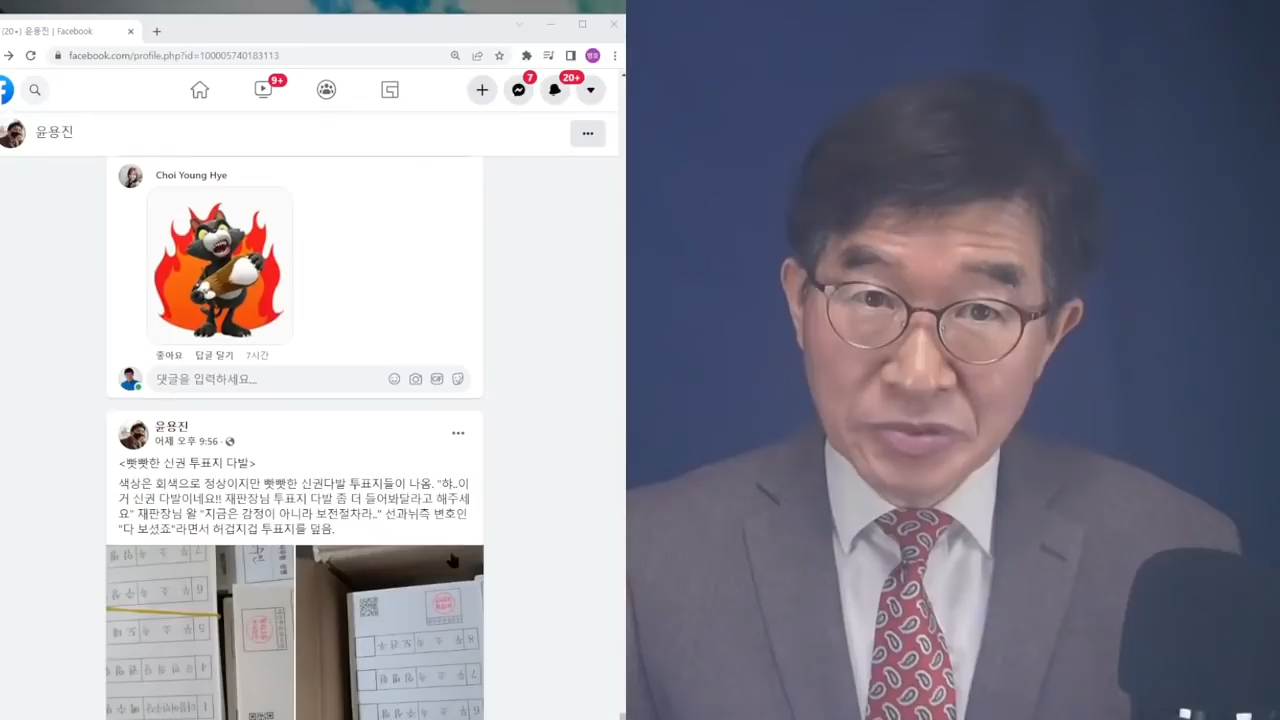 (20+) 윤용진 | Facebook
facebook.com/profile.php?id=100005740183113
9+
7
20+
윤용진
Choi Young Hye
좋아요 답글 달기 7시간
댓글을 입력하세요...
윤용진
어제 오후 9:56
<빳빳한 신권 투표지 다발>
색상은 회색으로 정상이지만 빳빳한 신권다발 투표지들이 나옴. "햐..이
거 신권 다발이네요!! 재판장님 투표지 다발 좀 더 들어봐달라고 해주세
요" 재판장님 왈 "지금은 감정이 아니라 보전절차라.." 선과뉘즉 변호인
"다 보셨죠"라면서 허겁지겁 투표지를 덮음.